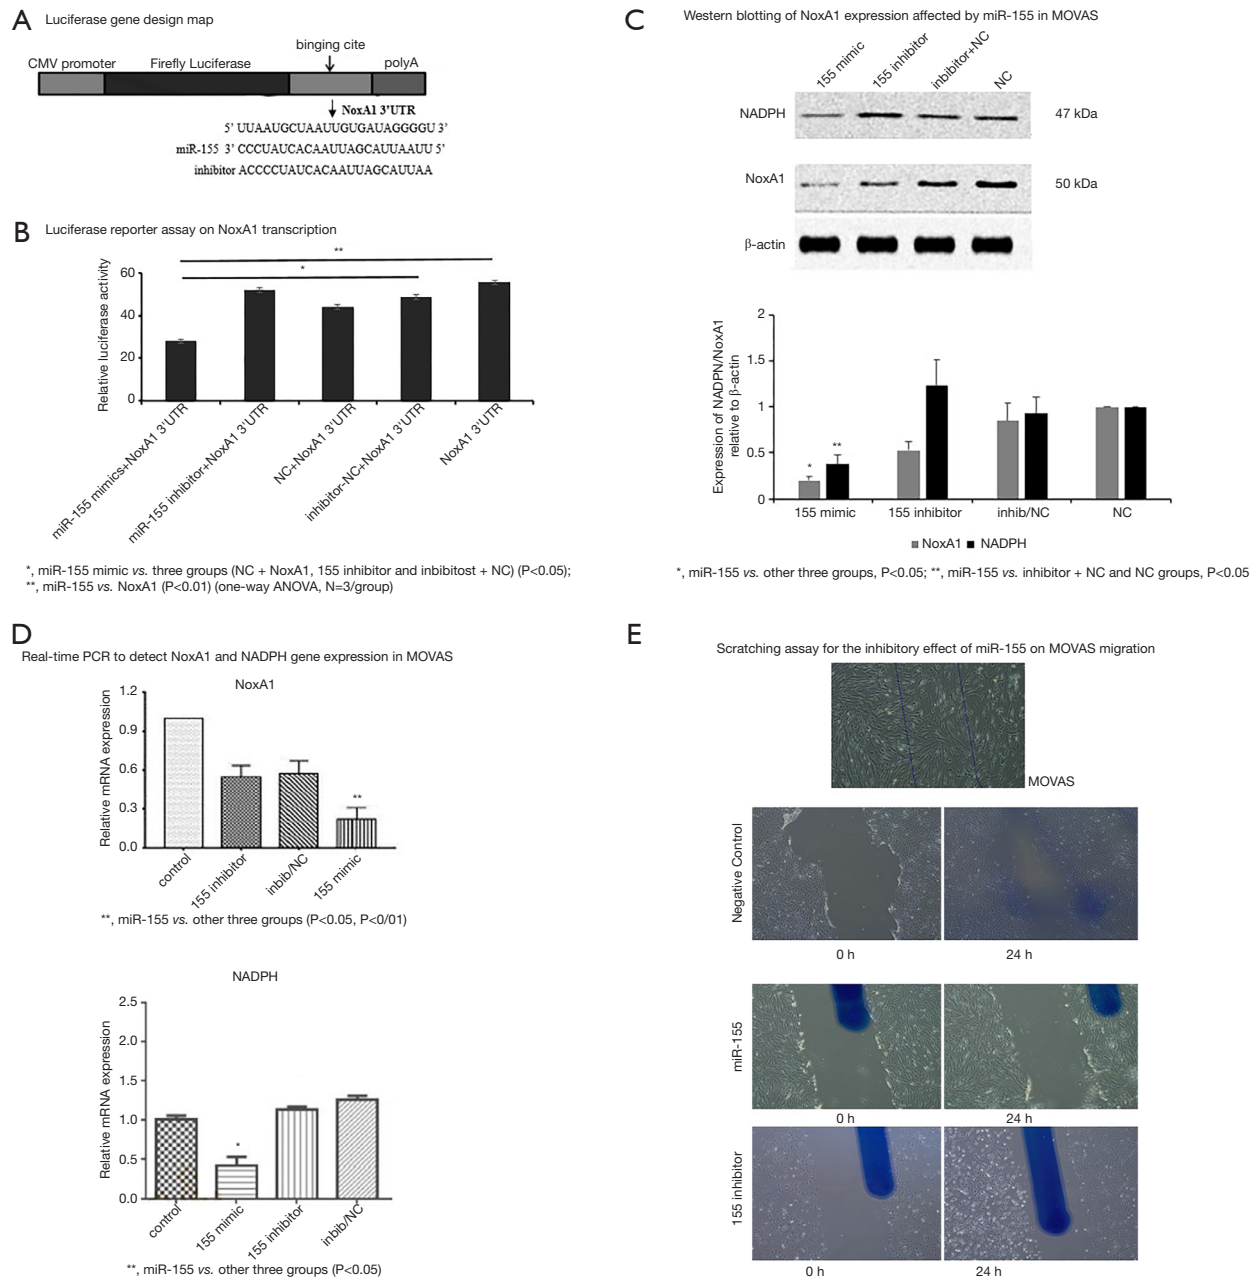 A
Luciferase gene design map
binging cite
CMV promoter Firefly Luciferase polyA
NoxA1 3'UTR
5' UUAAUGCUAAUUGUGAUAGGGGU 3'
miR-155 3' CCCUAUCACAAUUAGCAUUAAUU 5'
inhibitor ACCCCUAUCACAAUUAGCAUUAA
B
Luciferase reporter assay on NoxA1 transcription
**
*
60
40
20
0
Relative luciferase activity
miR-155 mimics+NoxA1 3'UTR
miR-155 inhibitor+NoxA1 3'UTR
NC+NoxA1 3'UTR
inhibitor-NC+NoxA1 3'UTR
NoxA1 3'UTR
*, miR-155 mimic vs. three groups (NC + NoxA1, 155 inhibitor and inbibitost + NC) (P<0.05);
**, miR-155 vs. NoxA1 (P<0.01) (one-way ANOVA, N=3/group)
C
Western blotting of NoxA1 expression affected by miR-155 in MOVAS
155 mimic
155 inhibitor
inbibitor+NC
NC
NADPH 47 kDa
NoxA1 50 kDa
β-actin
Expression of NADPN/NoxA1
relative to β-actin
2
1.5
1
0.5
0
*
**
155 mimic 155 inhibitor inhib/NC NC
NoxA1 NADPH
*, miR-155 vs. other three groups, P<0.05; **, miR-155 vs. inhibitor + NC and NC groups, P<0.05
D
Real-time PCR to detect NoxA1 and NADPH gene expression in MOVAS
NoxA1
Relative mRNA expression
1.2
0.9
0.6
0.3
0.0
**
control
155 inhibitor
inbib/NC
155 mimic
**, miR-155 vs. other three groups (P<0.05, P<0/01)
NADPH
Relative mRNA expression
2.5
2.0
1.5
1.0
0.5
0.0
*
control
155 mimic
155 inhibitor
inbib/NC
**, miR-155 vs. other three groups (P<0.05)
E
Scratching assay for the inhibitory effect of miR-155 on MOVAS migration
MOVAS
Negative Control
0 h 24 h
miR-155
0 h 24 h
155 inhibitor
0 h 24 h